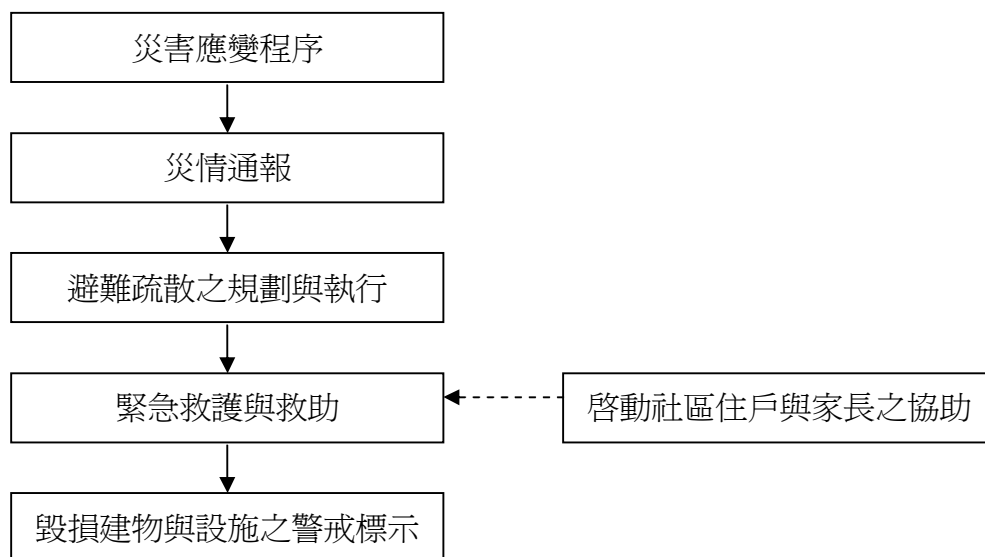 災害應變程序
災情通報
避難疏散之規劃與執行
緊急救護與救助
啓動社區住戶與家長之協助
毀損建物與設施之警戒標示